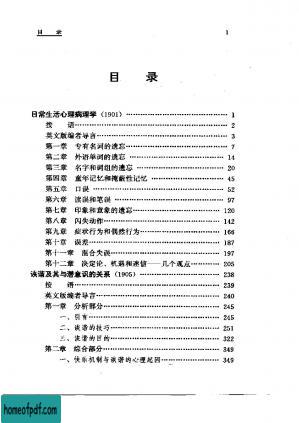 目　录 1
目　录
日常生活心理病理学(1901) 1
按　语 2
英文版编者导言 3
第一章　专有名词的遗忘 7
第二章　外语单词的遗忘 14
第三章　名字和词组的遗忘 20
第四章　童年记忆和掩蔽性记忆 45
第五章　口误 52
第六章　读误和笔误 97
第七章　印象和意象的遗忘 120
第八章　闪失动作 142
第九章　症状行为和偶然行为 166
第十章　误差 187
第十一章　混合失误 197
第十二章　决定论、机遇和迷信——几个观点 205
诙谐及其与潜意识的关系(1905) 238
按　语 239
英文版编者导言 240
第一章　分析部分 245
一、引言 245
二、诙谐的技巧 251
三、诙谐的目的 322
第二章　综合部分 349
一、快乐机制与诙谐的心理起因 349
homeofpdf.com
homeofpdf.com